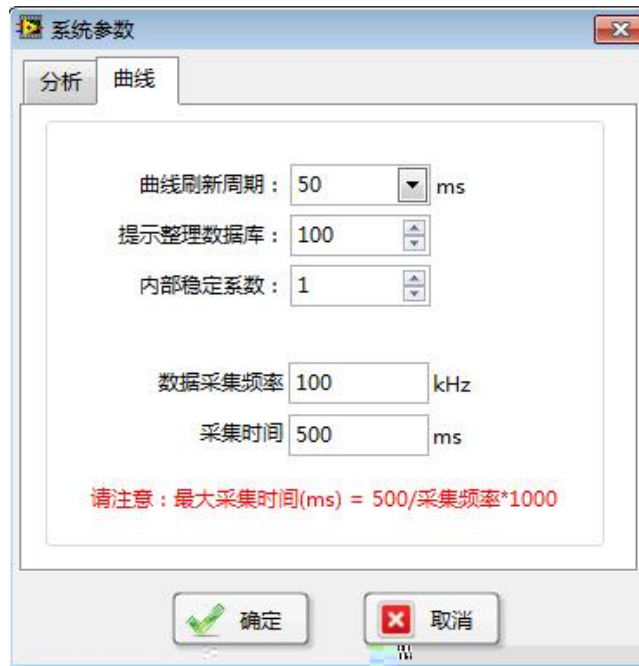 系统参数
分析 曲线
曲线刷新周期： 50 ms
提示整理数据库： 100
内部稳定系数： 1
数据采集频率 100 kHz
采集时间 500 ms
请注意：最大采集时间(ms) = 500/采集频率*1000
确定 取消